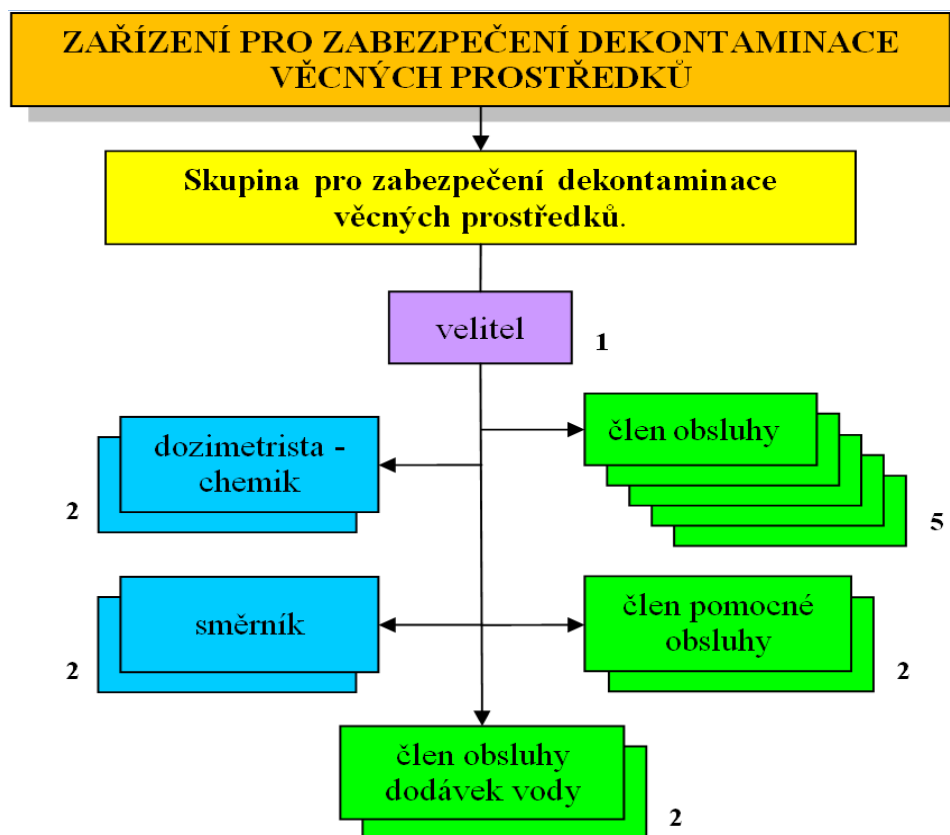 ZAŘÍZENÍ PRO ZABEZPEČENÍ DEKONTAMINACE
VĚCNÝCH PROSTŘEDKŮ
Skupina pro zabezpečení dekontaminace
věcných prostředků.
velitel
1
dozimetrista -
chemik
2
člen obsluhy
5
směrník
2
člen pomocné
obsluhy
2
člen obsluhy
dodávek vody
2